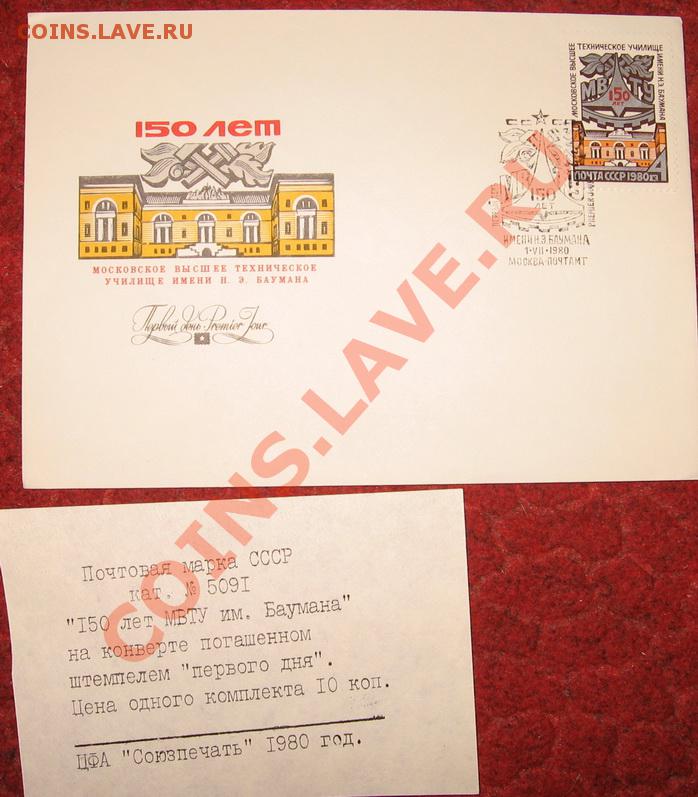 COINS.LAVE.RU
150 лет
МОСКОВСКОЕ ВЫСШЕЕ ТЕХНИЧЕСКОЕ
УЧИЛИЩЕ ИМЕНИ Н. Э. БАУМАНА
Первый день Premier Jour
МОСКОВСКОЕ ВЫСШЕЕ ТЕХНИЧЕСКОЕ УЧИЛИЩЕ ИМЕНИ Н.Э. БАУМАНА
МВТУ
150
ЛЕТ
ПОЧТА СССР 1980 4К
150
ЛЕТ
ИМЕНИ Н.Э. БАУМАНА
1·VII·1980
МОСКВА-ПОЧТАМТ
COINS.LAVE.RU
Почтовая марка СССР
кат. № 5091
"150 лет МВТУ им. Баумана"
на конверте погашенном
штемпелем "первого дня".
Цена одного комплекта 10 коп.
ЦФА "Союзпечать" 1980 год.